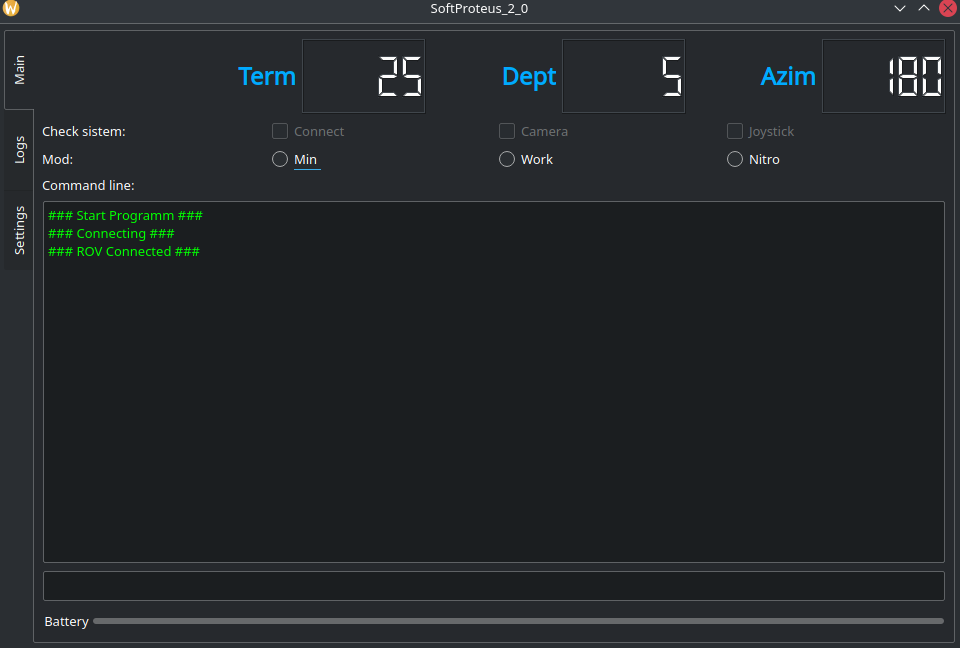 W SoftProteus_2_0
Main
Logs
Settings
Term 25 Dept 5 Azim 180
Check sistem: Connect Camera Joystick
Mod: Min Work Nitro
Command line:
### Start Programm ###
### Connecting ###
### ROV Connected ###
Battery